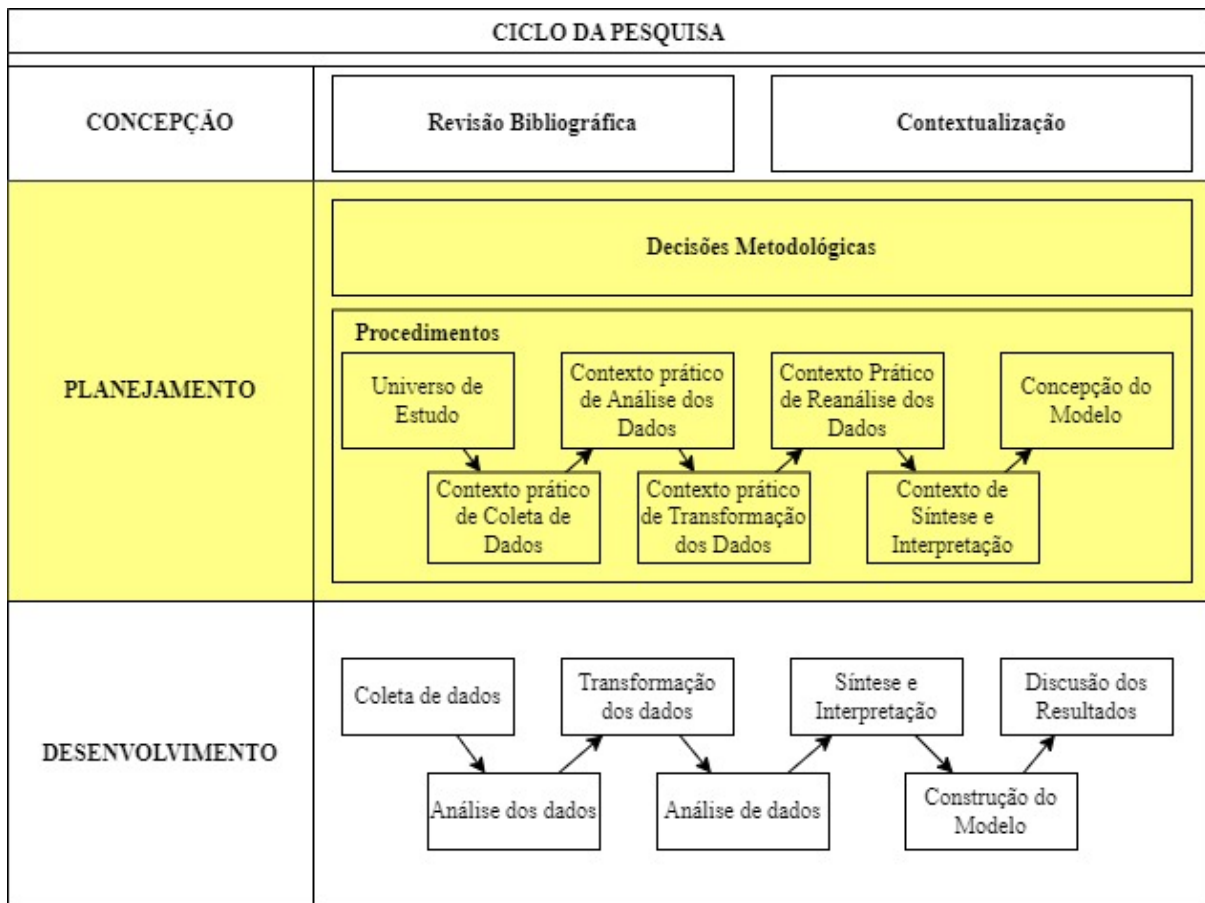 CICLO DA PESQUISA
CONCEPÇÃO
Revisão Bibliográfica
Contextualização
PLANEJAMENTO
Decisões Metodológicas
Procedimentos
Universo de
Estudo
Contexto prático
de Coleta de
Dados
Contexto prático
de Análise dos
Dados
Contexto prático
de Transformação
dos Dados
Contexto Prático
de Reanálise dos
Dados
Contexto de
Síntese e
Interpretação
Concepção do
Modelo
DESENVOLVIMENTO
Coleta de dados
Análise dos dados
Transformação
dos dados
Análise de dados
Síntese e
Interpretação
Construção do
Modelo
Discusão dos
Resultados